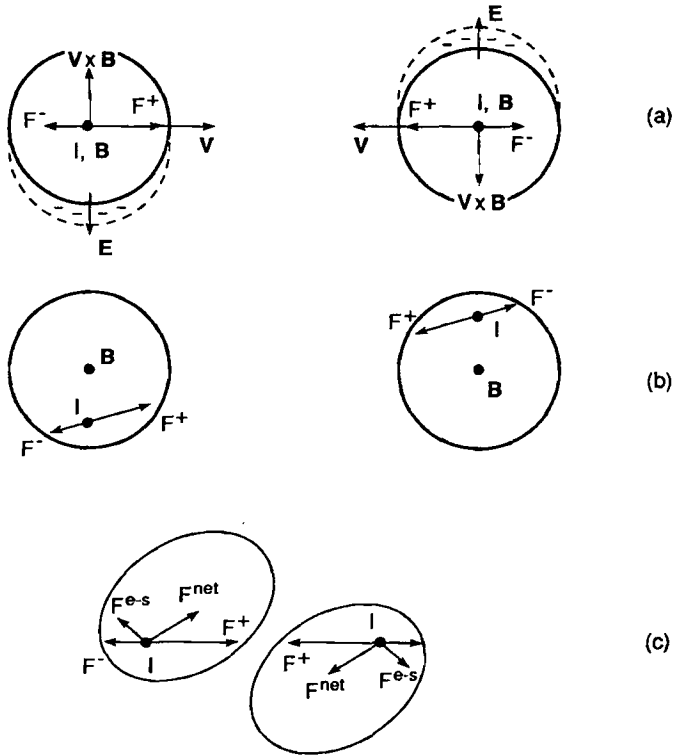 E
V x B
F⁻ F⁺
F⁺ I, B
(a)
I, B V
V F⁻
V x B
E
F⁻
F⁺ I
B
(b)
I
B
F⁻ F⁺
F^e-s F^net F⁺
F⁻ I
I
F⁺
F^net F^e-s
(c)